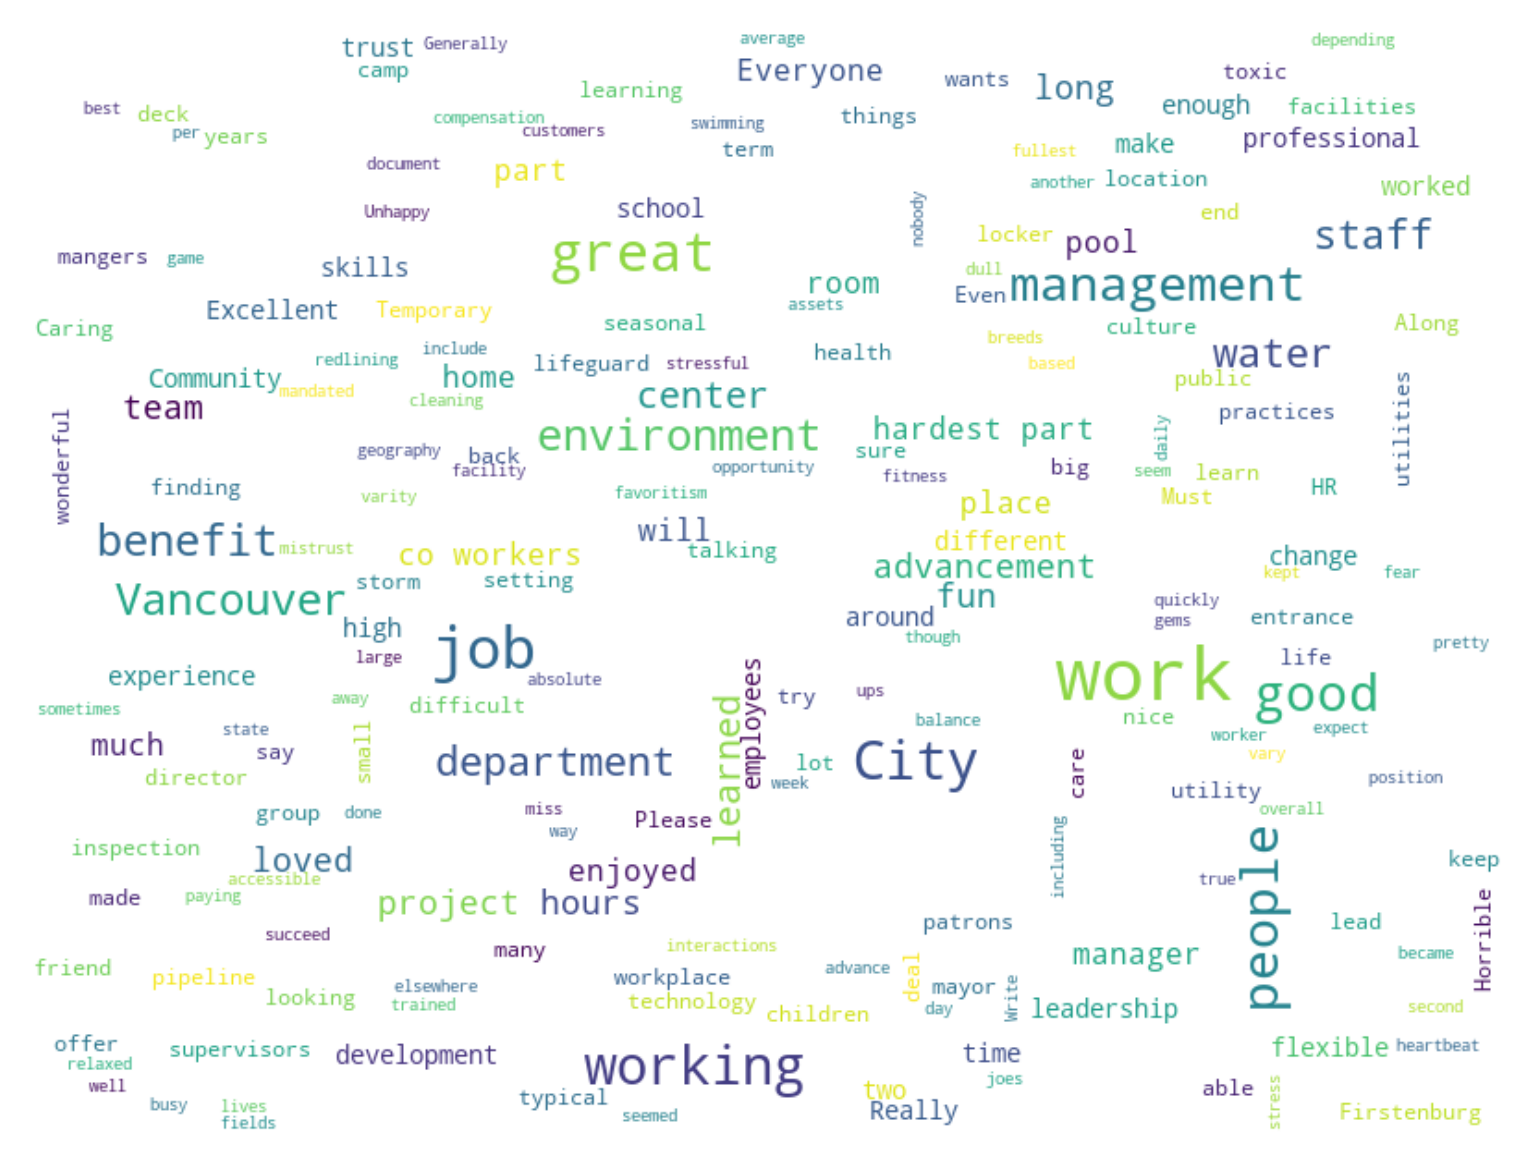 trust Generally
camp
average
Everyone
depending
wants
long
toxic
enough
facilities
professional
best
deck
per
years
learning
compensation
customers
swimming
term
things
fullest
make
document
part
another
location
worked
Unhappy
school
nobody
end
mangers
game
skills
great
locker
pool
staff
room
assets
dull
Even
management
Excellent
Temporary
Caring
seasonal
culture
Along
redlining
include
lifeguard
stressful
health
breeds
based
water
Community
mandated
home
cleaning
center
public
team
wonderful
environment
hardest part
practices
utilities
daily
geography
back
facility
opportunity
sure
fitness
big
seem
learn
finding
varity
favoritism
place
Must
HR
benefit
mistrust
co workers
will
talking
different
change
storm
setting
advancement
kept
fear
Vancouver
fun
high
around
though
quickly
gems
entrance
large
job
absolute
employees
work
life
pretty
experience
away
difficult
learned
try
ups
good
sometimes
state
balance
nice
worker
expect
much
say
small
department
lot
week
City
care
vary
director
utility
position
group
done
miss
way
Please
overall
inspection
loved
enjoyed
including
people
keep
accessible
made
paying
project
hours
true
Horrible
succeed
many
interactions
patrons
lead
friend
pipeline
elsewhere
workplace
advance
deal
manager
became
looking
trained
technology
children
mayor
day
Write
leadership
second
offer
relaxed
supervisors
development
working
time
flexible
heartbeat
well
joes
able
stress
busy
lives
fields
typical
seemed
two
Really
Firstenburg